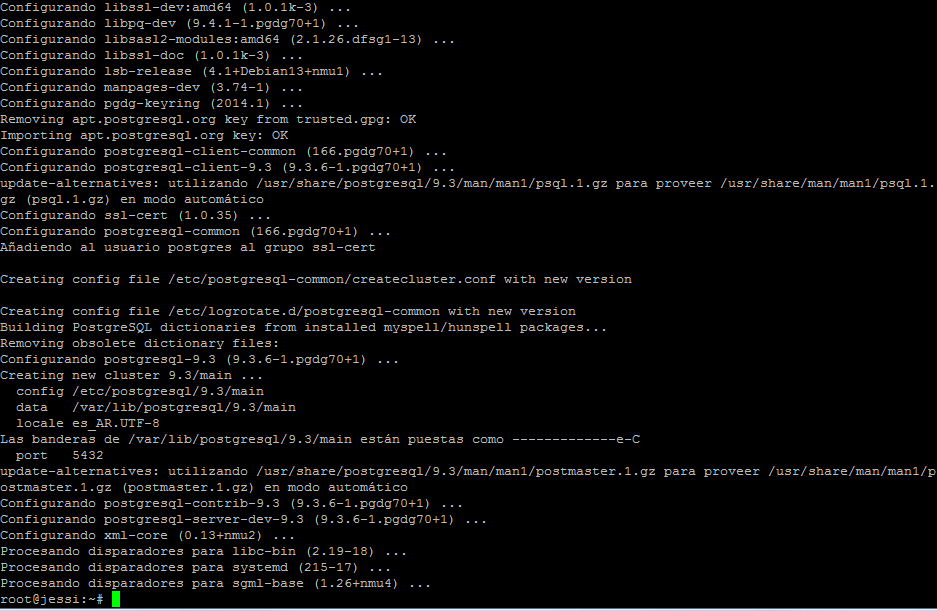 Configurando libssl-dev:amd64 (1.0.1k-3) ...
Configurando libpq-dev (9.4.1-1.pgdg70+1) ...
Configurando libsasl2-modules:amd64 (2.1.26.dfsg1-13) ...
Configurando libssl-doc (1.0.1k-3) ...
Configurando lsb-release (4.1+Debian13+nmu1) ...
Configurando manpages-dev (3.74-1) ...
Configurando pgdg-keyring (2014.1) ...
Removing apt.postgresql.org key from trusted.gpg: OK
Importing apt.postgresql.org key: OK
Configurando postgresql-client-common (166.pgdg70+1) ...
Configurando postgresql-client-9.3 (9.3.6-1.pgdg70+1) ...
update-alternatives: utilizando /usr/share/postgresql/9.3/man/man1/psql.1.gz para proveer /usr/share/man/man1/psql.1.
gz (psql.1.gz) en modo automático
Configurando ssl-cert (1.0.35) ...
Configurando postgresql-common (166.pgdg70+1) ...
Añadiendo al usuario postgres al grupo ssl-cert
Creating config file /etc/postgresql-common/createcluster.conf with new version
Creating config file /etc/logrotate.d/postgresql-common with new version
Building PostgreSQL dictionaries from installed myspell/hunspell packages...
Removing obsolete dictionary files:
Configurando postgresql-9.3 (9.3.6-1.pgdg70+1) ...
Creating new cluster 9.3/main ...
config /etc/postgresql/9.3/main
data /var/lib/postgresql/9.3/main
locale es_AR.UTF-8
Las banderas de /var/lib/postgresql/9.3/main están puestas como -------------e-C
port 5432
update-alternatives: utilizando /usr/share/postgresql/9.3/man/man1/postmaster.1.gz para proveer /usr/share/man/man1/p
ostmaster.1.gz (postmaster.1.gz) en modo automático
Configurando postgresql-contrib-9.3 (9.3.6-1.pgdg70+1) ...
Configurando postgresql-server-dev-9.3 (9.3.6-1.pgdg70+1) ...
Configurando xml-core (0.13+nmu2) ...
Procesando disparadores para libc-bin (2.19-18) ...
Procesando disparadores para systemd (215-17) ...
Procesando disparadores para sgml-base (1.26+nmu4) ...
root@jessi:~#